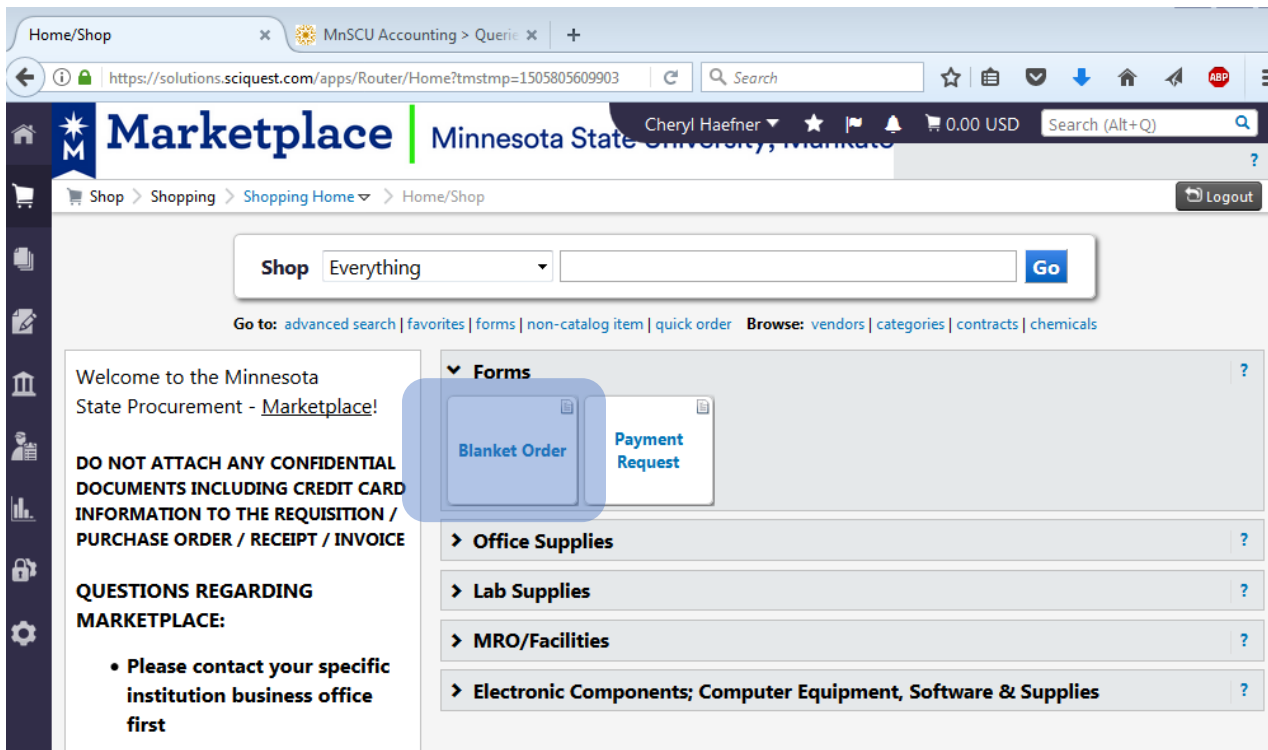 Home/Shop
MnSCU Accounting > Querie
https://solutions.sciquest.com/apps/Router/Home?tmstmp=1505805609903
Search
ABP
M
Marketplace
Minnesota State University, Mankato
Cheryl Haefner
0.00 USD
Search (Alt+Q)
?
Shop > Shopping > Shopping Home > Home/Shop
Logout
Shop Everything
Go
Go to: advanced search | favorites | forms | non-catalog item | quick order Browse: vendors | categories | contracts | chemicals
Welcome to the Minnesota
State Procurement - Marketplace!
DO NOT ATTACH ANY CONFIDENTIAL
DOCUMENTS INCLUDING CREDIT CARD
INFORMATION TO THE REQUISITION /
PURCHASE ORDER / RECEIPT / INVOICE
QUESTIONS REGARDING
MARKETPLACE:
• Please contact your specific
institution business office
first
Forms ?
Blanket Order
Payment
Request
> Office Supplies ?
> Lab Supplies ?
> MRO/Facilities ?
> Electronic Components; Computer Equipment, Software & Supplies ?